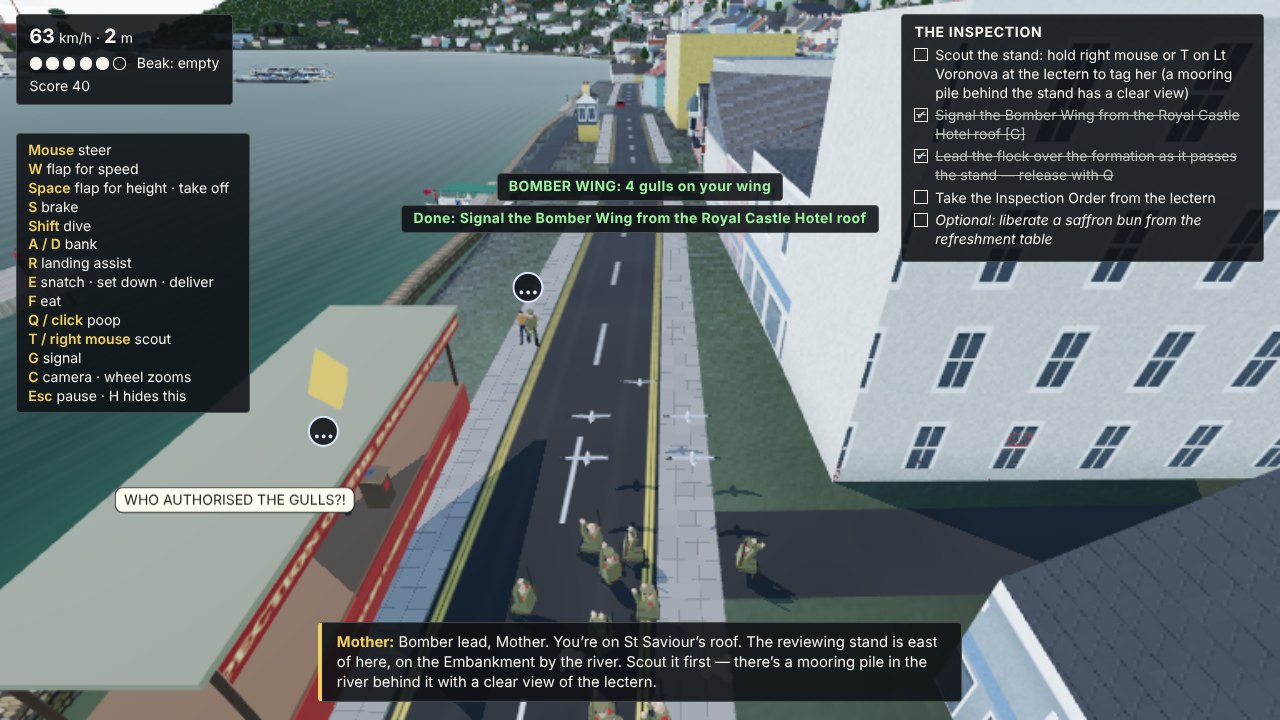 63 km/h · 2 m
Beak: empty
Score 40
Mouse steer
W flap for speed
Space flap for height · take off
S brake
Shift dive
A / D bank
R landing assist
E snatch · set down · deliver
F eat
Q / click poop
T / right mouse scout
G signal
C camera · wheel zooms
Esc pause · H hides this
THE INSPECTION
Scout the stand: hold right mouse or T on Lt
Voronova at the lectern to tag her (a mooring
pile behind the stand has a clear view)
Signal the Bomber Wing from the Royal Castle
Hotel roof [G]
Lead the flock over the formation as it passes
the stand — release with Q
Take the Inspection Order from the lectern
Optional: liberate a saffron bun from the
refreshment table
BOMBER WING: 4 gulls on your wing
Done: Signal the Bomber Wing from the Royal Castle Hotel roof
...
...
WHO AUTHORISED THE GULLS?!
Mother: Bomber lead, Mother. You're on St Saviour's roof. The reviewing stand is east
of here, on the Embankment by the river. Scout it first — there's a mooring pile in the
river behind it with a clear view of the lectern.